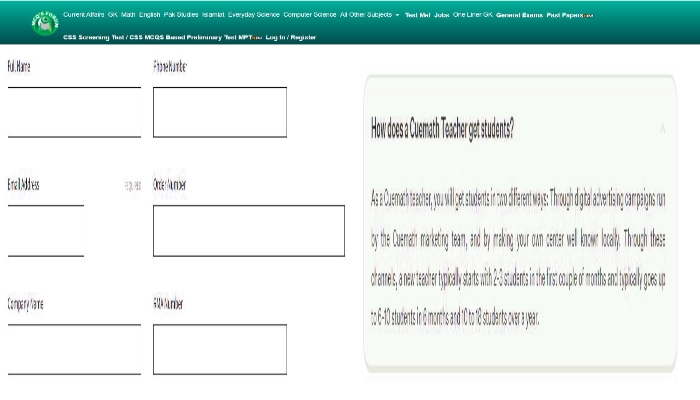 Current Affairs GK Math English Pak Studies Islamiat Everyday Science Computer Science All Other Subjects Test Met Jobs One Liner GK General Exams Past Papers
CSS Screening Test / CSS MCQS Based Preliminary Test MPT Log In / Register
Full Name
Phone Number
Email Address required
Order Number
Company Name
RMA Number
How does a Cuemath Teacher get students?
As a Cuemath teacher, you will get students in two different ways: Through digital advertising campaigns run
by the Cuemath marketing team, and by making your own center well known locally. Through these
channels, a new teacher typically starts with 2-3 students in the first couple of months and typically goes up
to 6-10 students in 6 months and 10 to 18 students over a year.